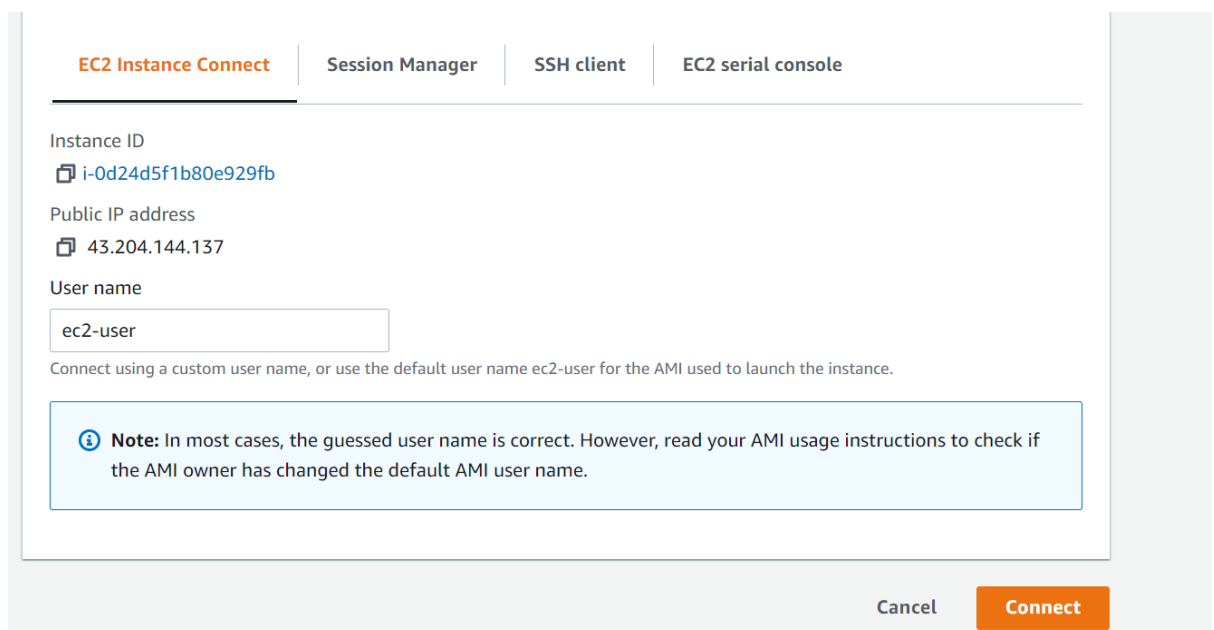 EC2 Instance Connect Session Manager SSH client EC2 serial console
Instance ID
i-0d24d5f1b80e929fb
Public IP address
43.204.144.137
User name
ec2-user
Connect using a custom user name, or use the default user name ec2-user for the AMI used to launch the instance.
Note: In most cases, the guessed user name is correct. However, read your AMI usage instructions to check if
the AMI owner has changed the default AMI user name.
Cancel Connect